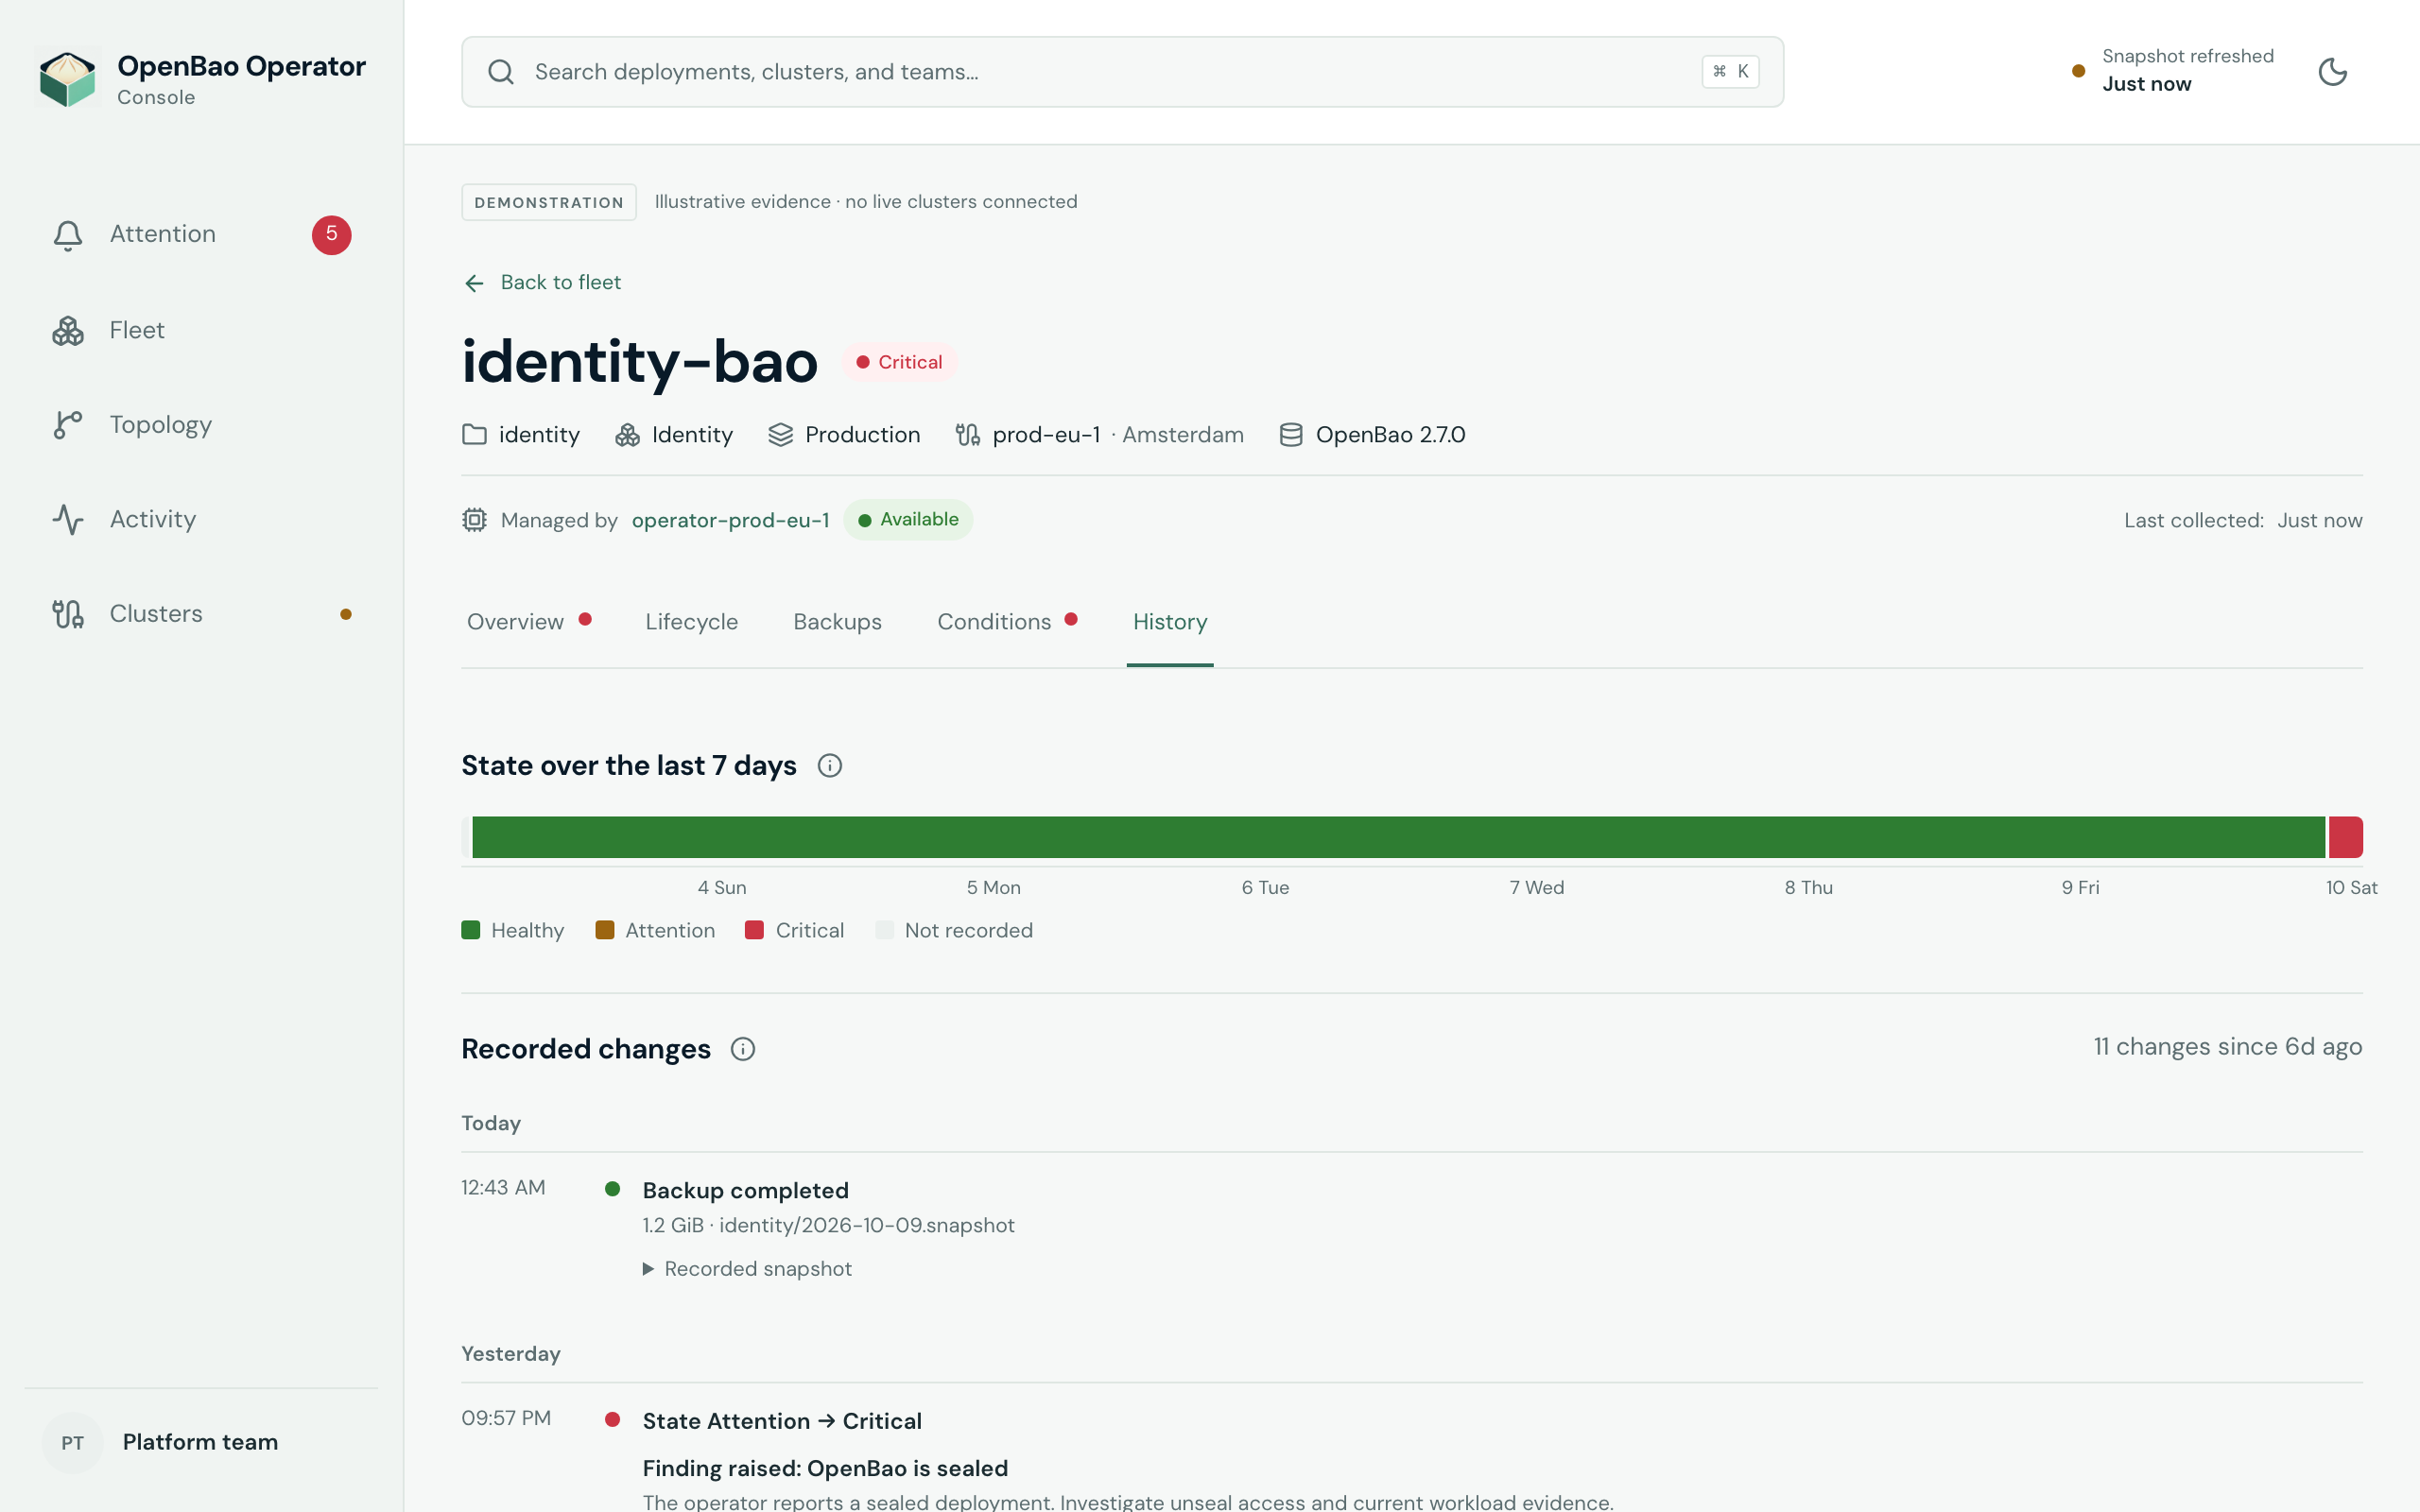 OpenBao Operator
Console
Search deployments, clusters, and teams...
⌘ K
Snapshot refreshed
Just now
Attention
5
Fleet
Topology
Activity
Clusters
PT
Platform team
DEMONSTRATION
Illustrative evidence · no live clusters connected
Back to fleet
identity-bao
Critical
identity
Identity
Production
prod-eu-1 · Amsterdam
OpenBao 2.7.0
Managed by operator-prod-eu-1
Available
Last collected: Just now
Overview
Lifecycle
Backups
Conditions
History
State over the last 7 days
4 Sun
5 Mon
6 Tue
7 Wed
8 Thu
9 Fri
10 Sat
Healthy
Attention
Critical
Not recorded
Recorded changes
11 changes since 6d ago
Today
12:43 AM
Backup completed
1.2 GiB · identity/2026-10-09.snapshot
Recorded snapshot
Yesterday
09:57 PM
State Attention → Critical
Finding raised: OpenBao is sealed
The operator reports a sealed deployment. Investigate unseal access and current workload evidence.